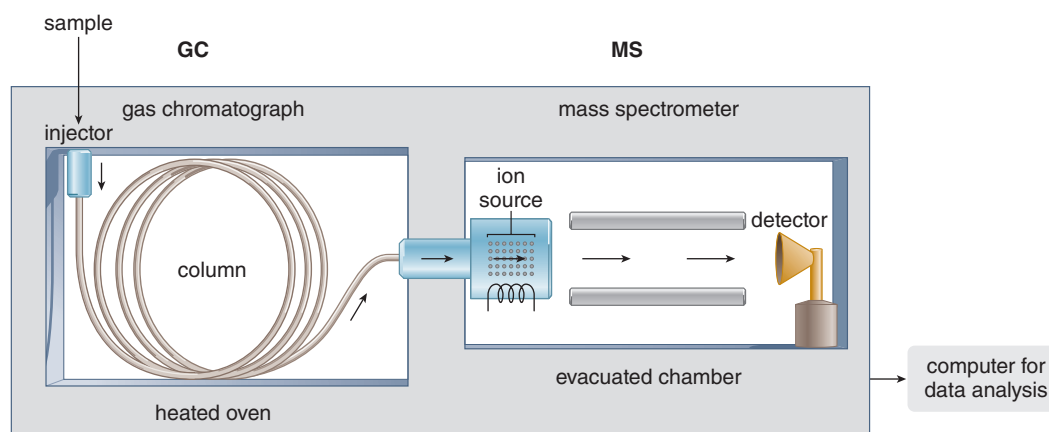 sample
GC
MS
gas chromatograph
mass spectrometer
injector
ion
source
detector
column
evacuated chamber
heated oven
computer for
data analysis